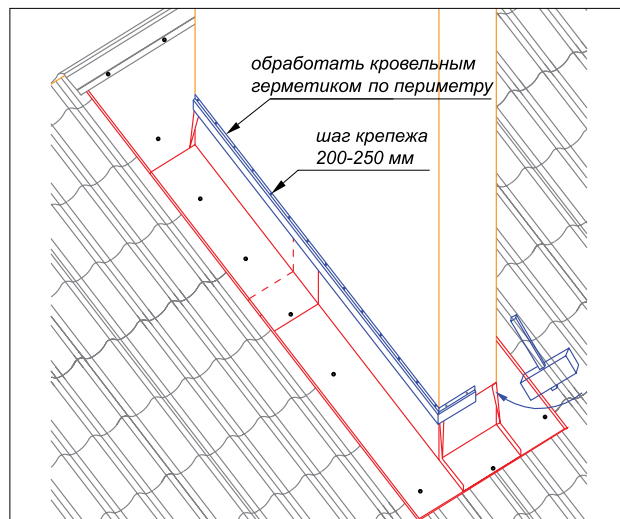 обработать кровельным
герметиком по периметру
шаг крепежа
200-250 мм